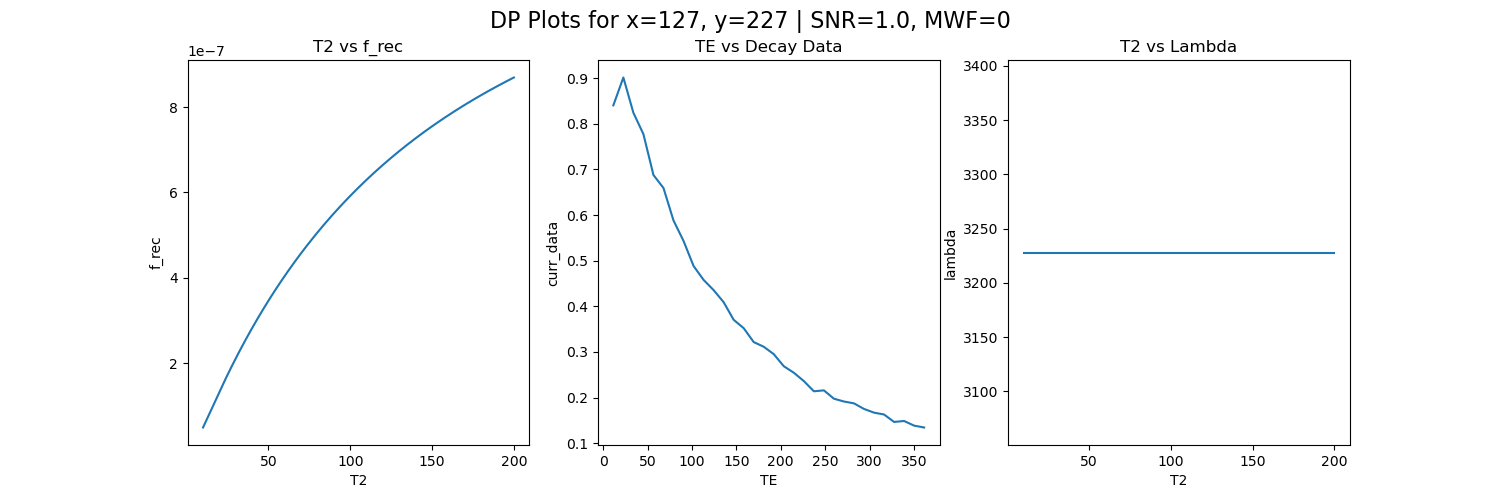 DP Plots for x=127, y=227 | SNR=1.0, MWF=0
T2 vs f_rec
1e−7
8
6
4
2
f_rec
50 100 150 200
T2
TE vs Decay Data
0.9
0.8
0.7
0.6
0.5
0.4
0.3
0.2
0.1
curr_data
0 50 100 150 200 250 300 350
TE
T2 vs Lambda
3400
3350
3300
3250
3200
3150
3100
lambda
50 100 150 200
T2